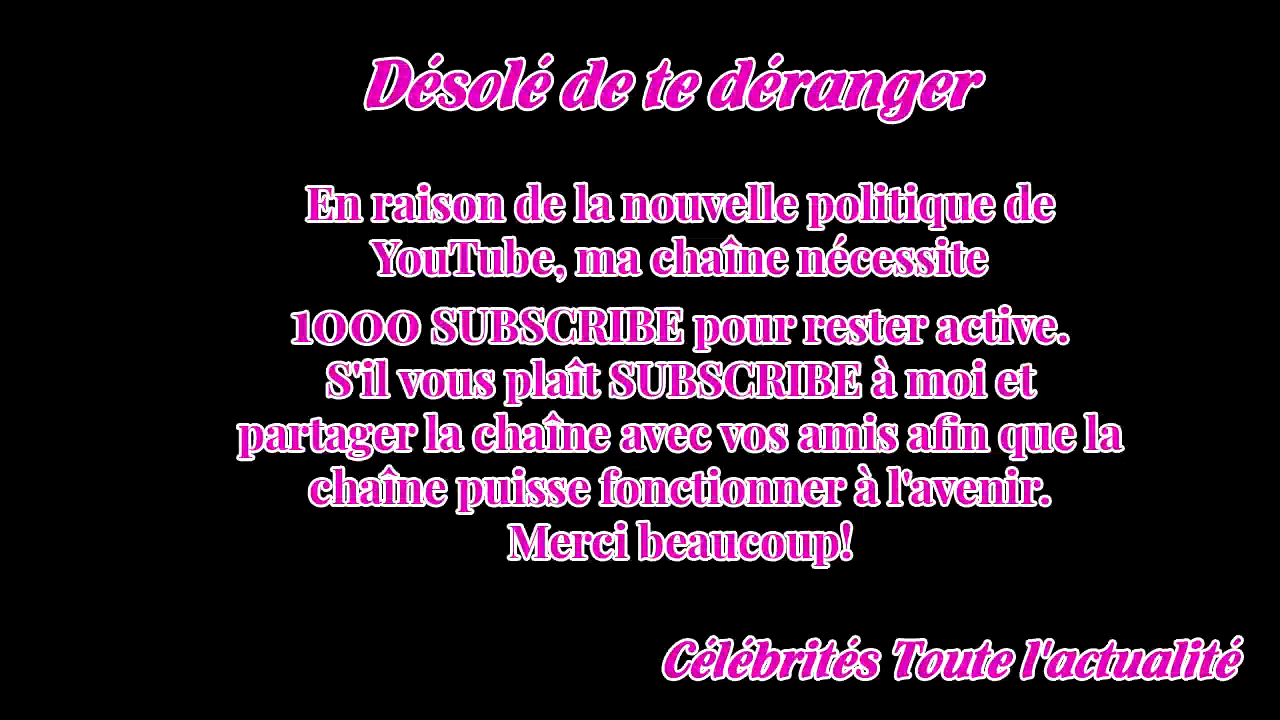 Désolé de te déranger
En raison de la nouvelle politique de
YouTube, ma chaîne nécessite
1000 SUBSCRIBE pour rester active.
S'il vous plaît SUBSCRIBE à moi et
partager la chaîne avec vos amis afin que la
chaîne puisse fonctionner à l'avenir.
Merci beaucoup!
Célébrités Toute l'actualité